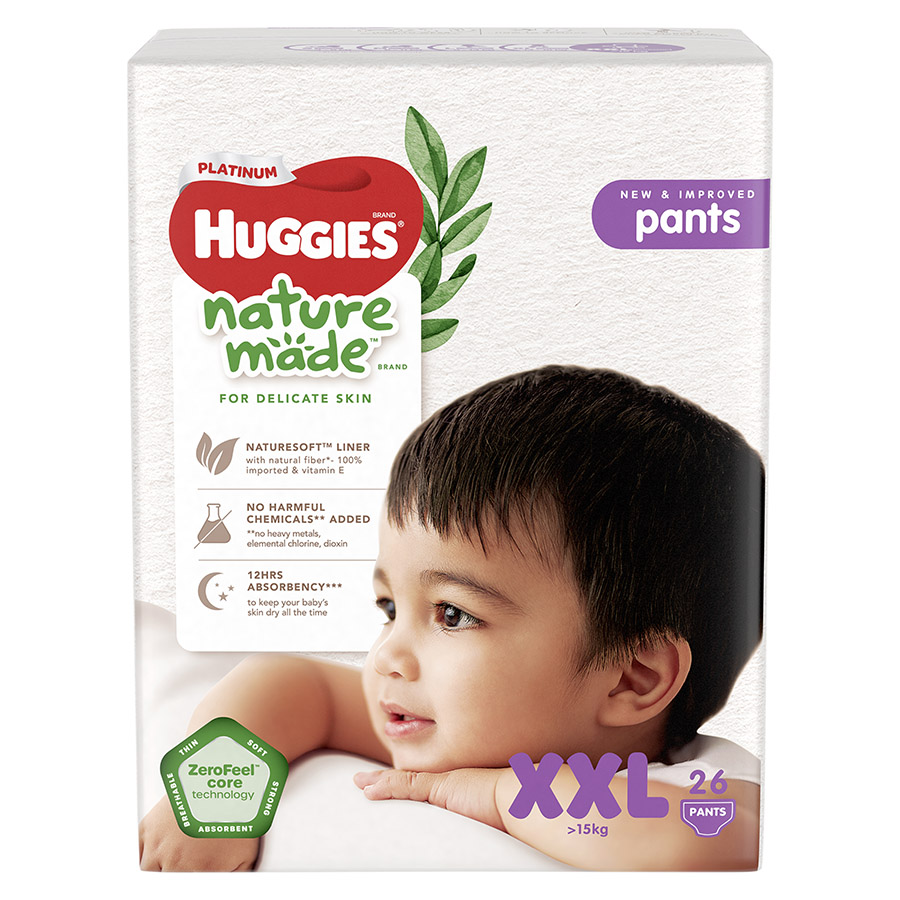 PLATINUM
HUGGIES®
BRAND
nature
made™
BRAND
FOR DELICATE SKIN
NATURESOFT™ LINER
with natural fiber*- 100%
imported & vitamin E
NO HARMFUL
CHEMICALS** ADDED
**no heavy metals,
elemental chlorine, dioxin
12HRS
ABSORBENCY***
to keep your baby's
skin dry all the time
NEW & IMPROVED
pants
BREATHABLE
THIN
SOFT
STRONG
ABSORBENT
ZeroFeel™
core
technology
XXL
>15kg
26
PANTS